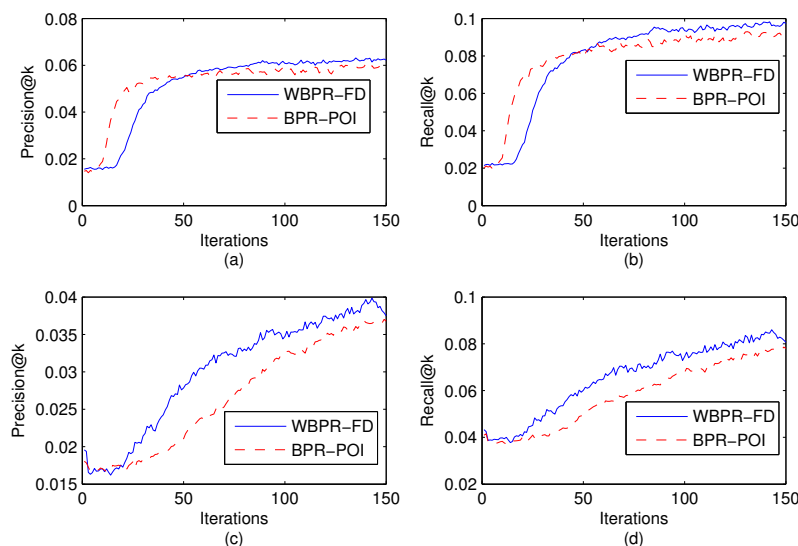 0.08
0.06
0.04
0.02
0
Precision@k
0 50 100 150
Iterations
(a)
WBPR−FD
BPR−POI
0.1
0.08
0.06
0.04
0.02
0
Recall@k
0 50 100 150
Iterations
(b)
WBPR−FD
BPR−POI
0.04
0.035
0.03
0.025
0.02
0.015
Precision@k
0 50 100 150
Iterations
(c)
WBPR−FD
BPR−POI
0.1
0.08
0.06
0.04
0.02
Recall@k
0 50 100 150
Iterations
(d)
WBPR−FD
BPR−POI